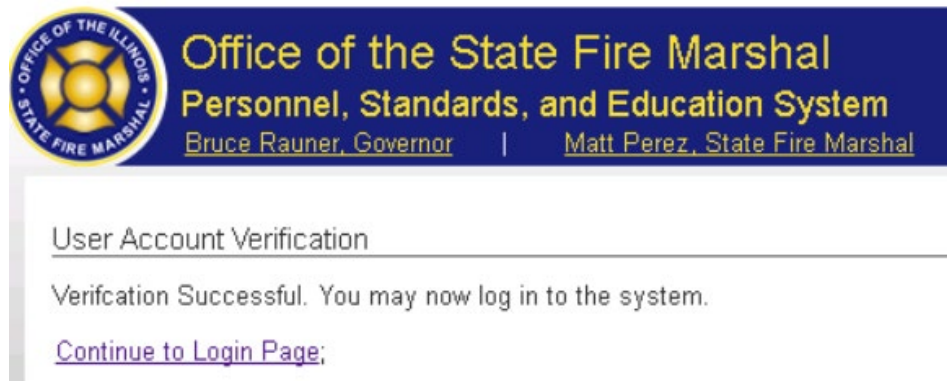 OFFICE OF THE ILLINOIS • STATE FIRE MARSHAL •
Office of the State Fire Marshal
Personnel, Standards, and Education System
Bruce Rauner, Governor | Matt Perez, State Fire Marshal
User Account Verification
Verifcation Successful. You may now log in to the system.
Continue to Login Page;